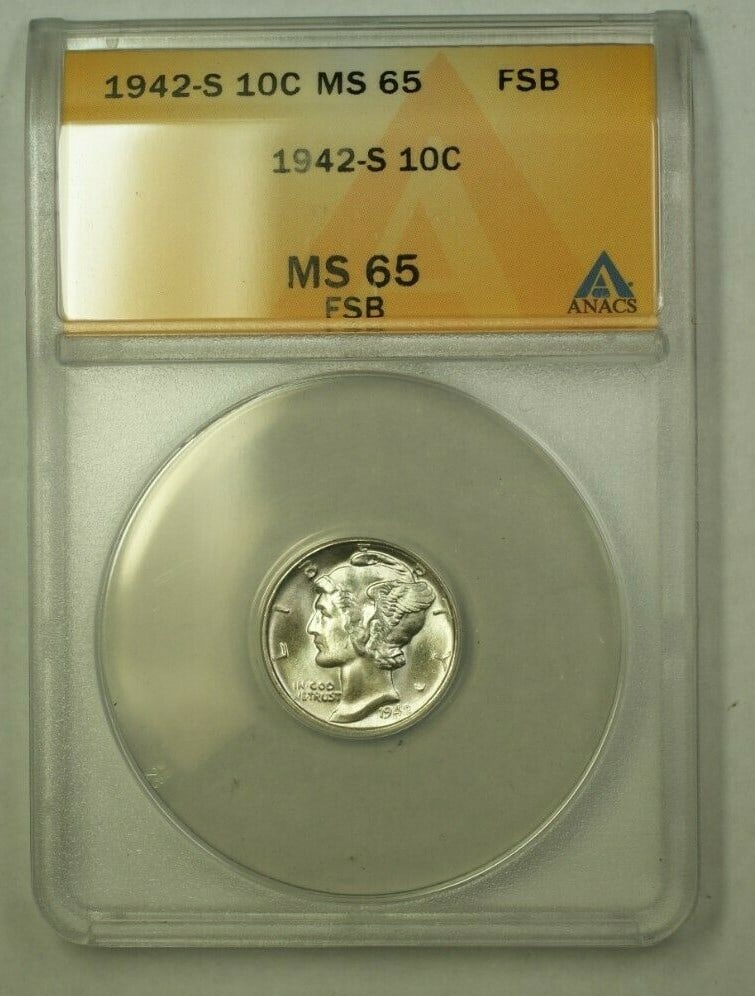 1942-S 10C MS 65 FSB
1942-S 10C
MS 65
FSB
ANACS
LIBERTY
IN GOD
WE TRUST